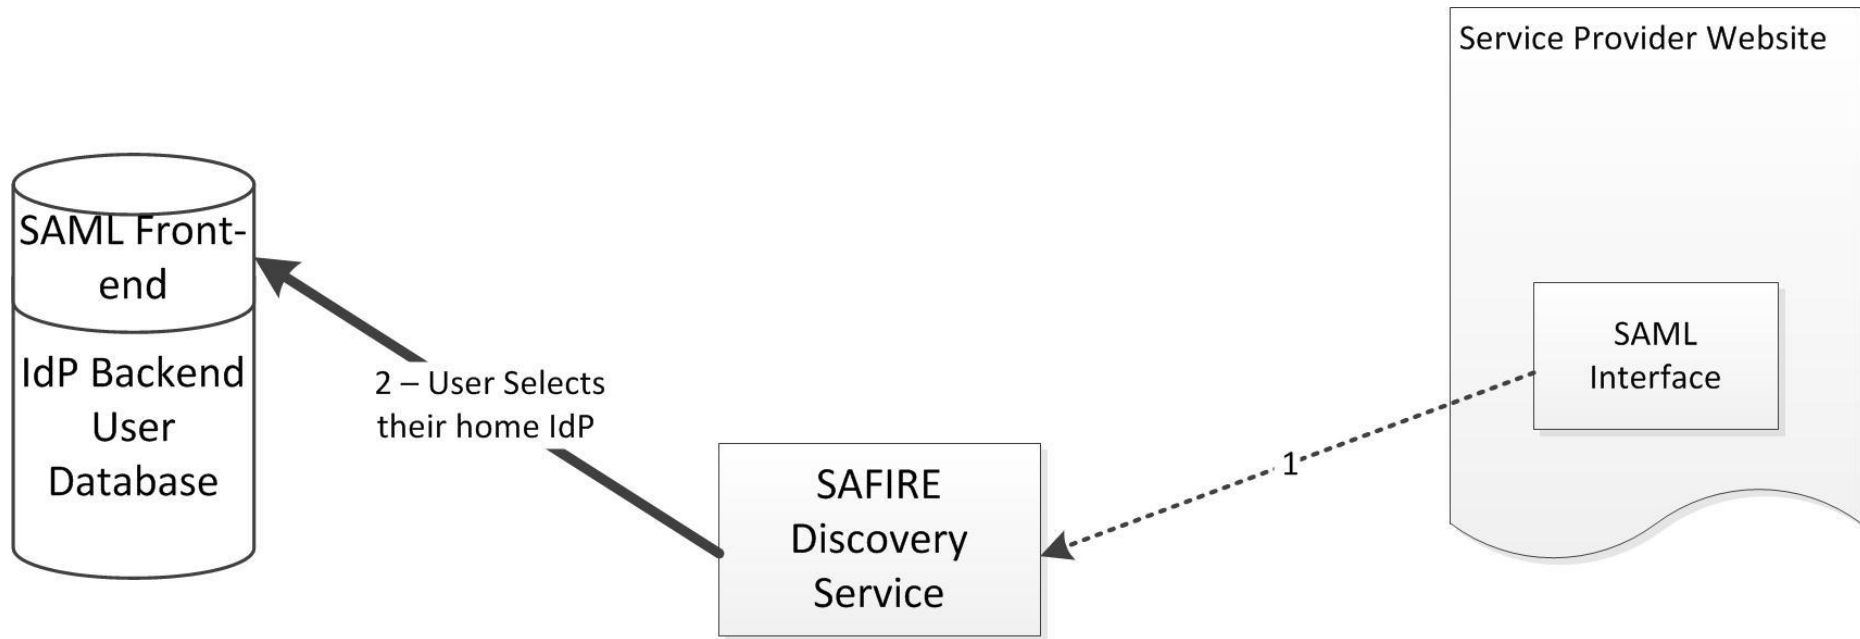 Service Provider Website
SAML Front-
end
IdP Backend
User
Database
2 – User Selects
their home IdP
SAFIRE
Discovery
Service
1
SAML
Interface